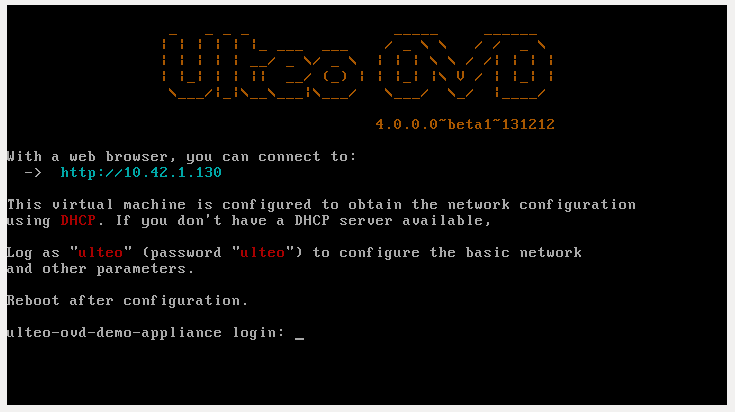 Ulteo OVD
4.0.0.0~beta1~131212
With a web browser, you can connect to:
-> http://10.42.1.130
This virtual machine is configured to obtain the network configuration
using DHCP. If you don't have a DHCP server available,
Log as "ulteo" (password "ulteo") to configure the basic network
and other parameters.
Reboot after configuration.
ulteo-ovd-demo-appliance login: _